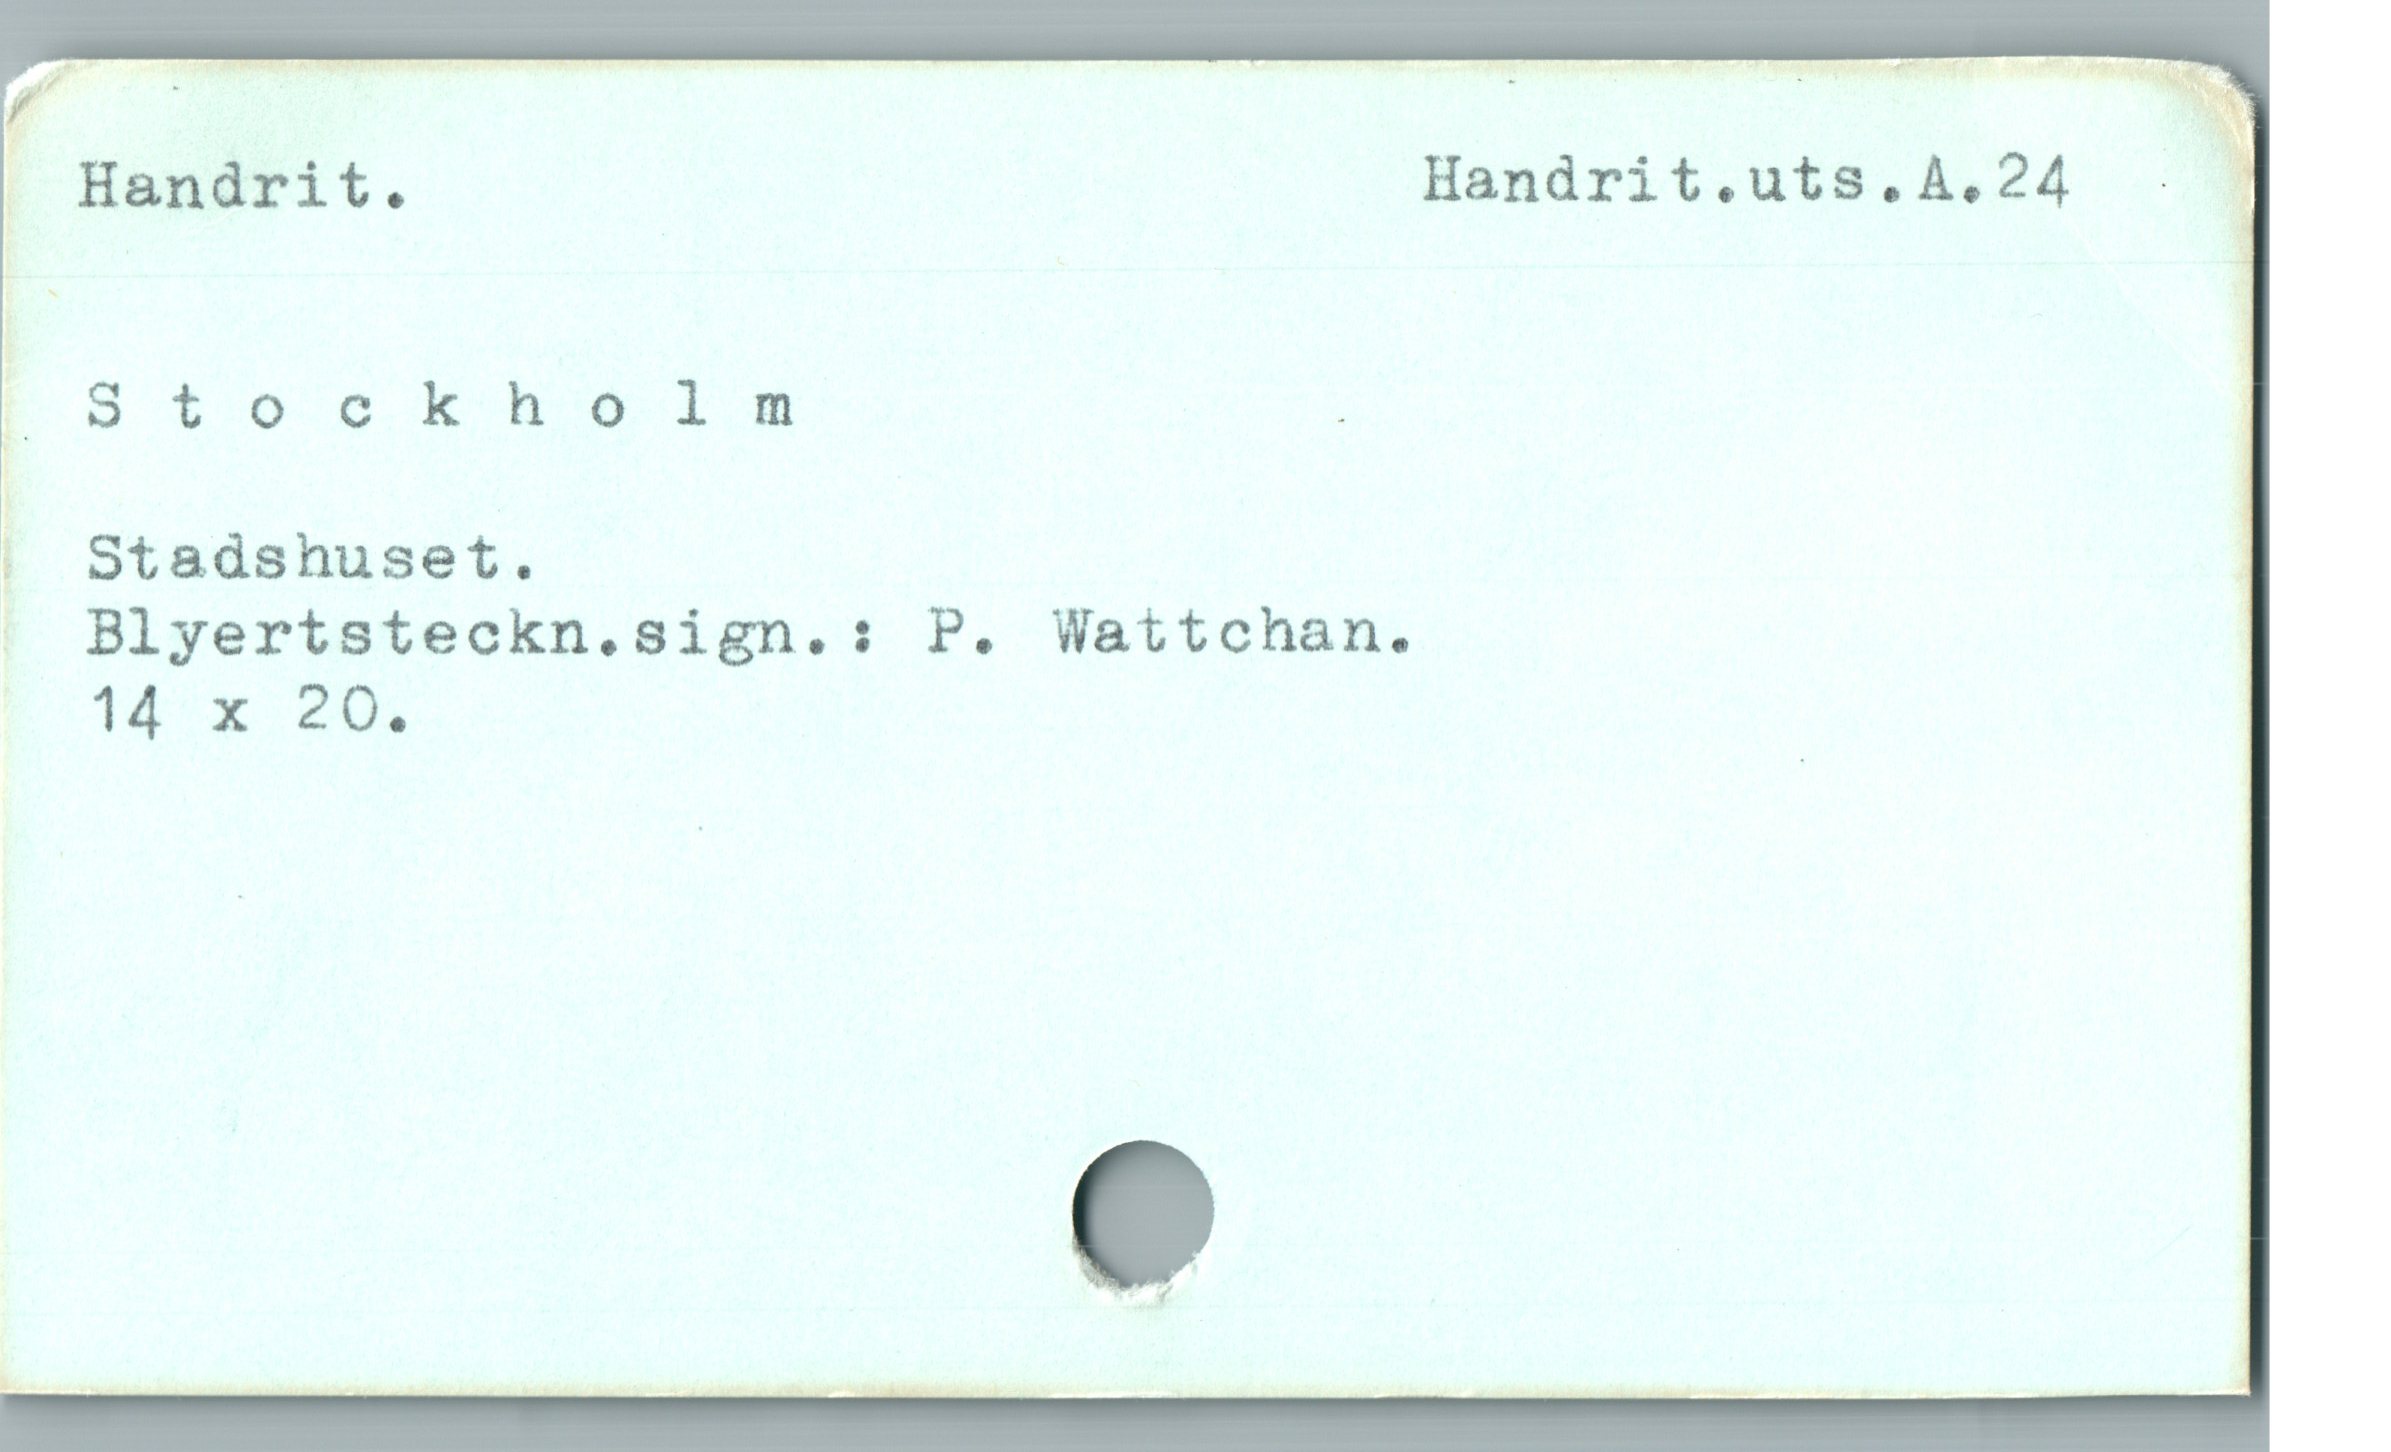 Handrit. Handrit.uts.A.24
S t o c k h o l m
Stadshuset.
Blyertsteckn.sign.: P. Wattchan.
14 x 20.